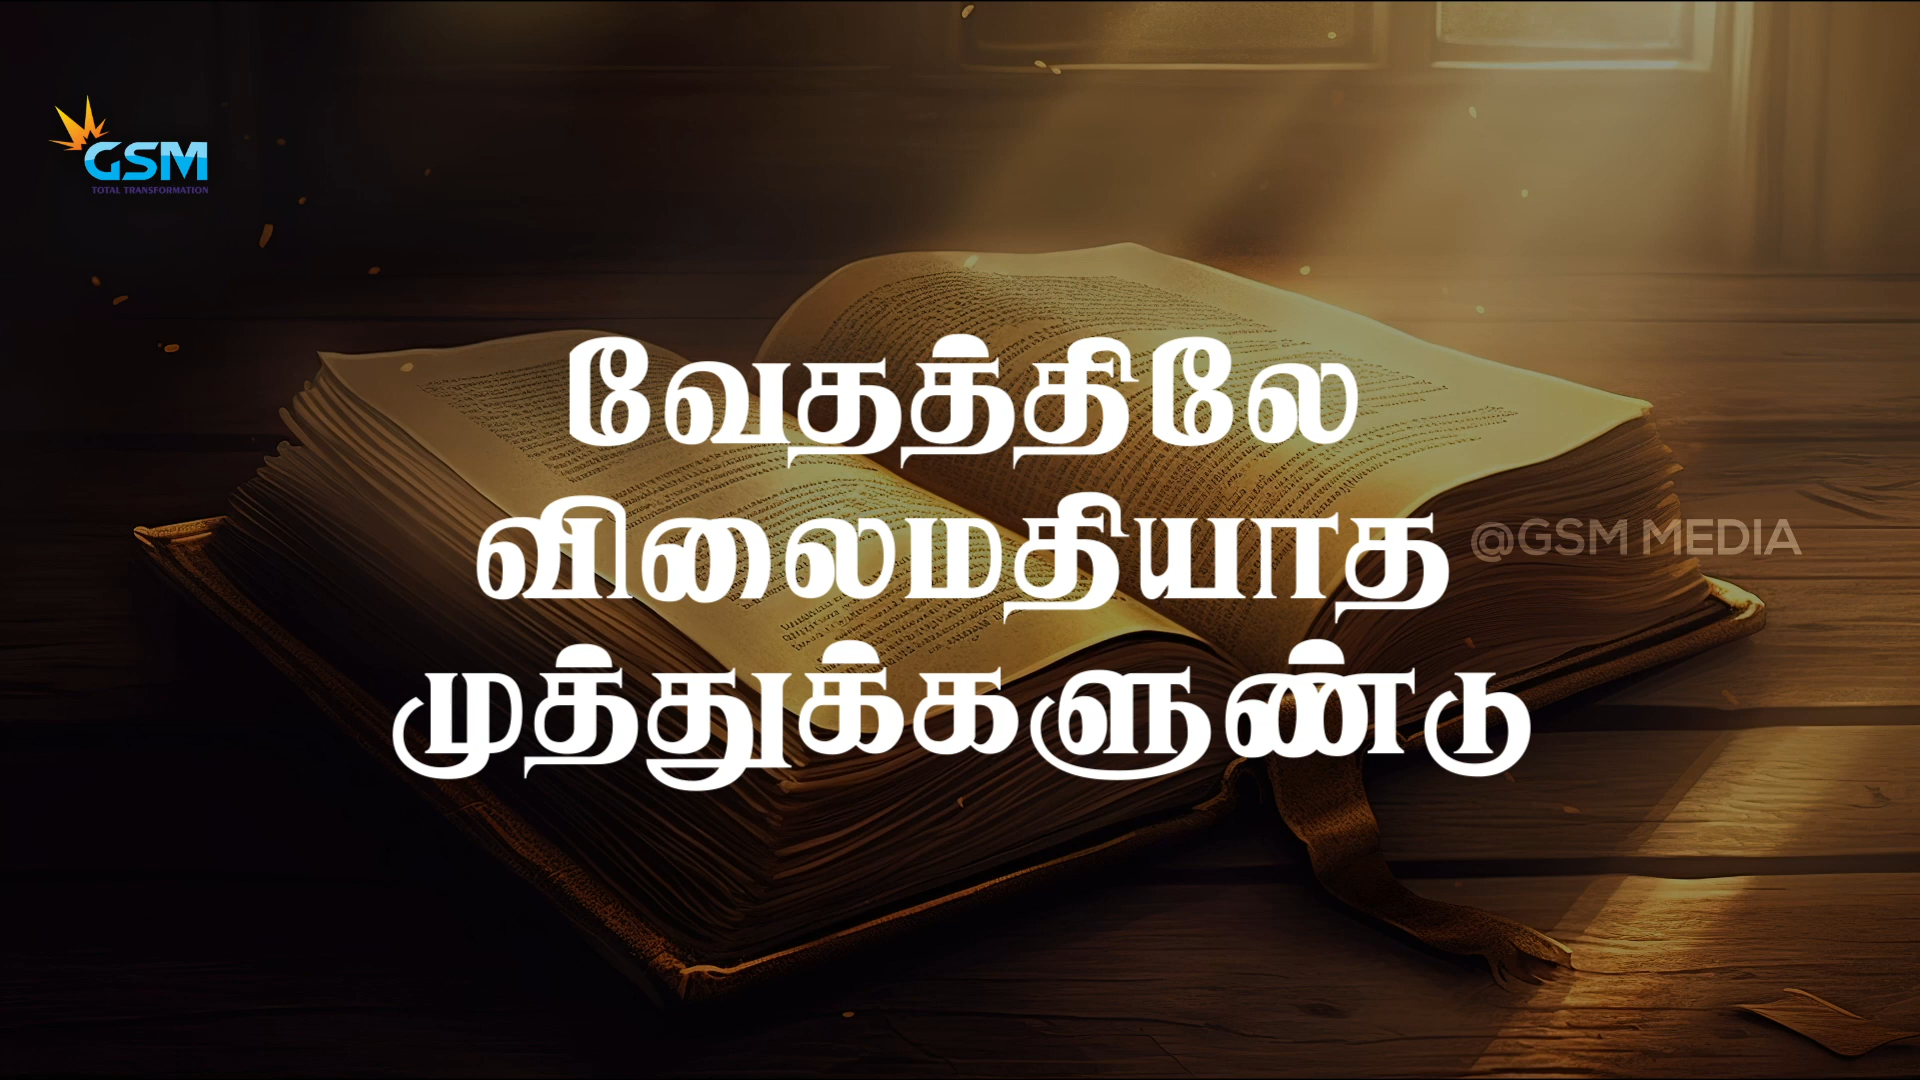 GSM
TOTAL TRANSFORMATION
வேதத்திலே
விலைமதியாத
@GSM MEDIA
முத்துக்களுண்டு